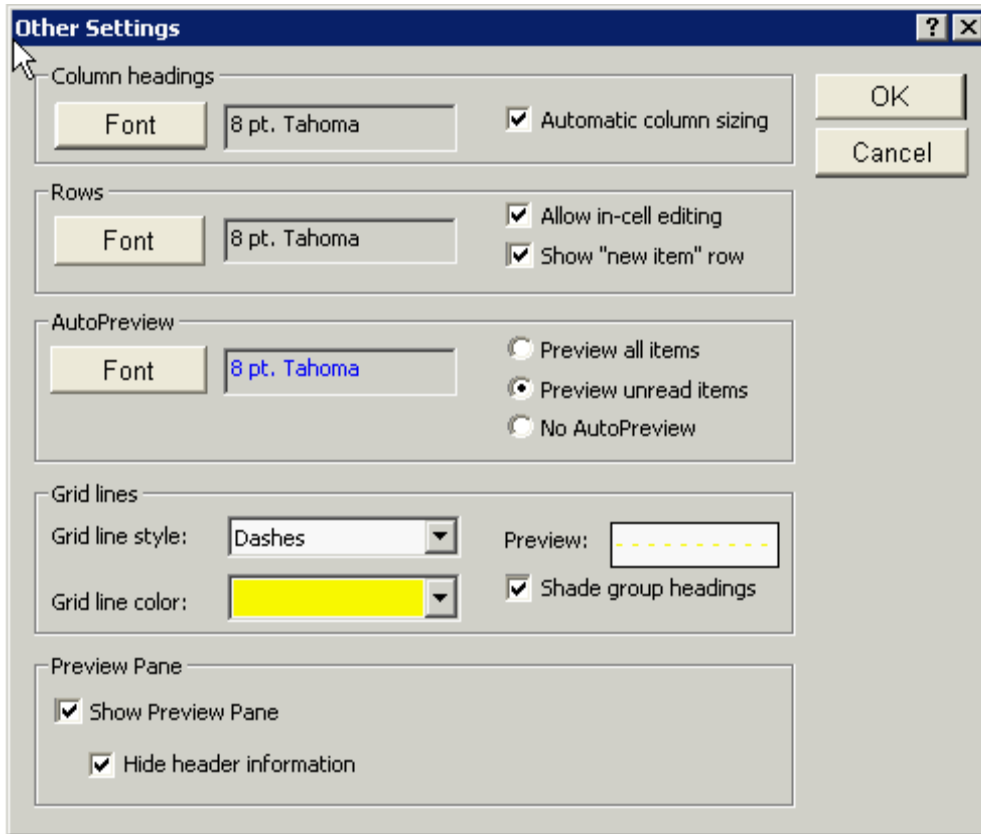 Other Settings
Column headings
Font 8 pt. Tahoma Automatic column sizing
OK
Cancel
Rows
Font 8 pt. Tahoma Allow in-cell editing
Show "new item" row
AutoPreview
Font 8 pt. Tahoma Preview all items
Preview unread items
No AutoPreview
Grid lines
Grid line style: Dashes Preview:
Grid line color: Shade group headings
Preview Pane
Show Preview Pane
Hide header information